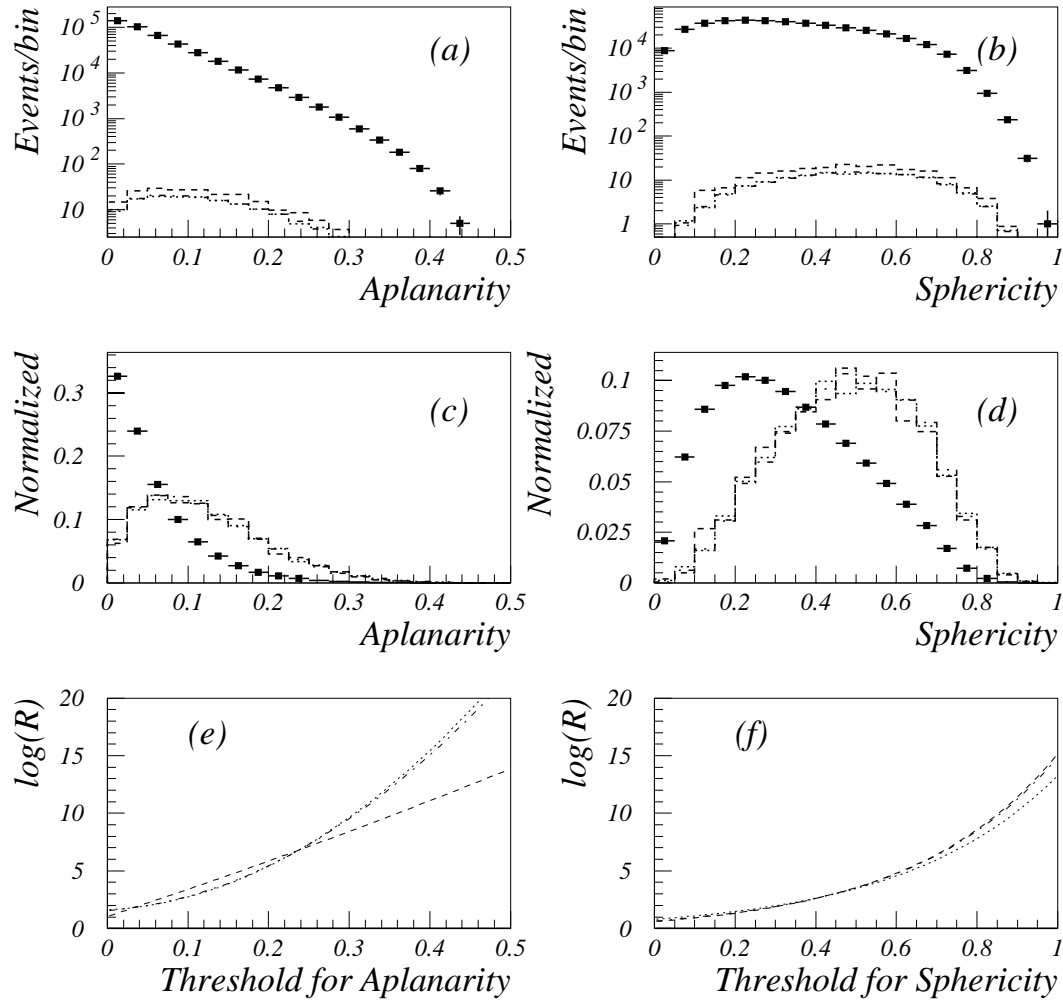 Events/bin
10 5
10 4
10 3
10 2
10
(a)
0 0.1 0.2 0.3 0.4 0.5
Aplanarity
Events/bin
10 4
10 3
10 2
10
1
(b)
0 0.2 0.4 0.6 0.8 1
Sphericity
Normalized
0.3
0.2
0.1
0
(c)
0 0.1 0.2 0.3 0.4 0.5
Aplanarity
Normalized
0.1
0.075
0.05
0.025
0
(d)
0 0.2 0.4 0.6 0.8 1
Sphericity
log(R)
20
15
10
5
0
(e)
0 0.1 0.2 0.3 0.4 0.5
Threshold for Aplanarity
log(R)
20
15
10
5
0
(f)
0 0.2 0.4 0.6 0.8 1
Threshold for Sphericity